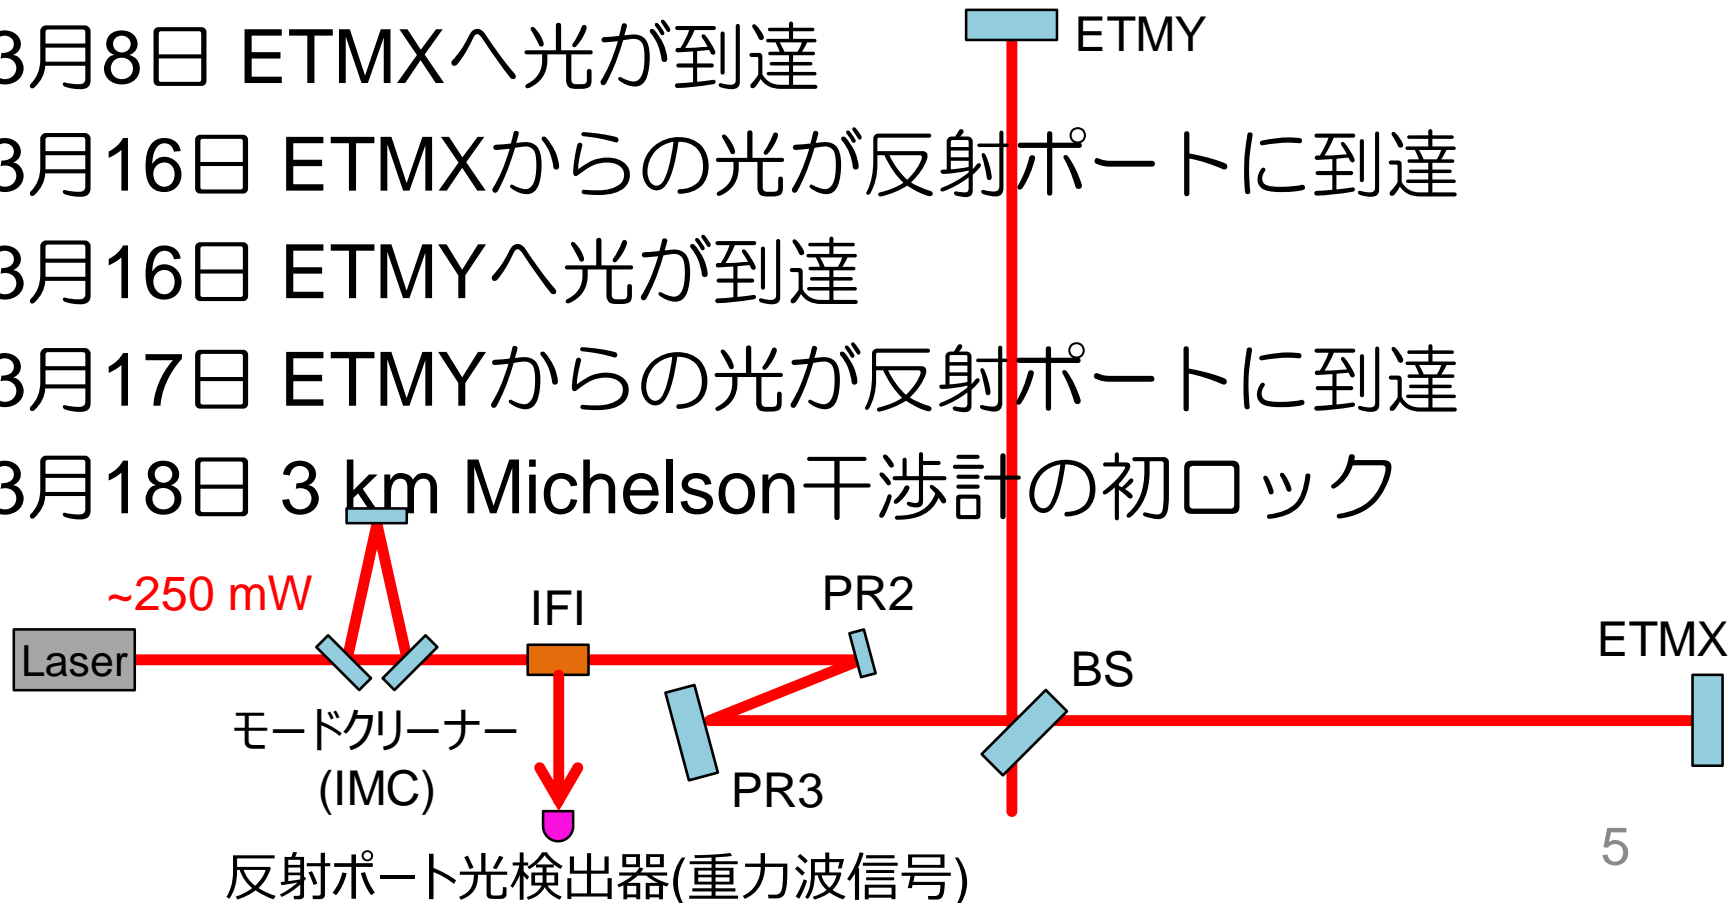 3月8日 ETMXへ光が到達
ETMY
3月16日 ETMXからの光が反射ポートに到達
3月16日 ETMYへ光が到達
3月17日 ETMYからの光が反射ポートに到達
3月18日 3 km Michelson干渉計の初ロック
~250 mW
IFI
PR2
ETMX
Laser
BS
モードクリーナー
(IMC)
PR3
反射ポート光検出器(重力波信号)
5